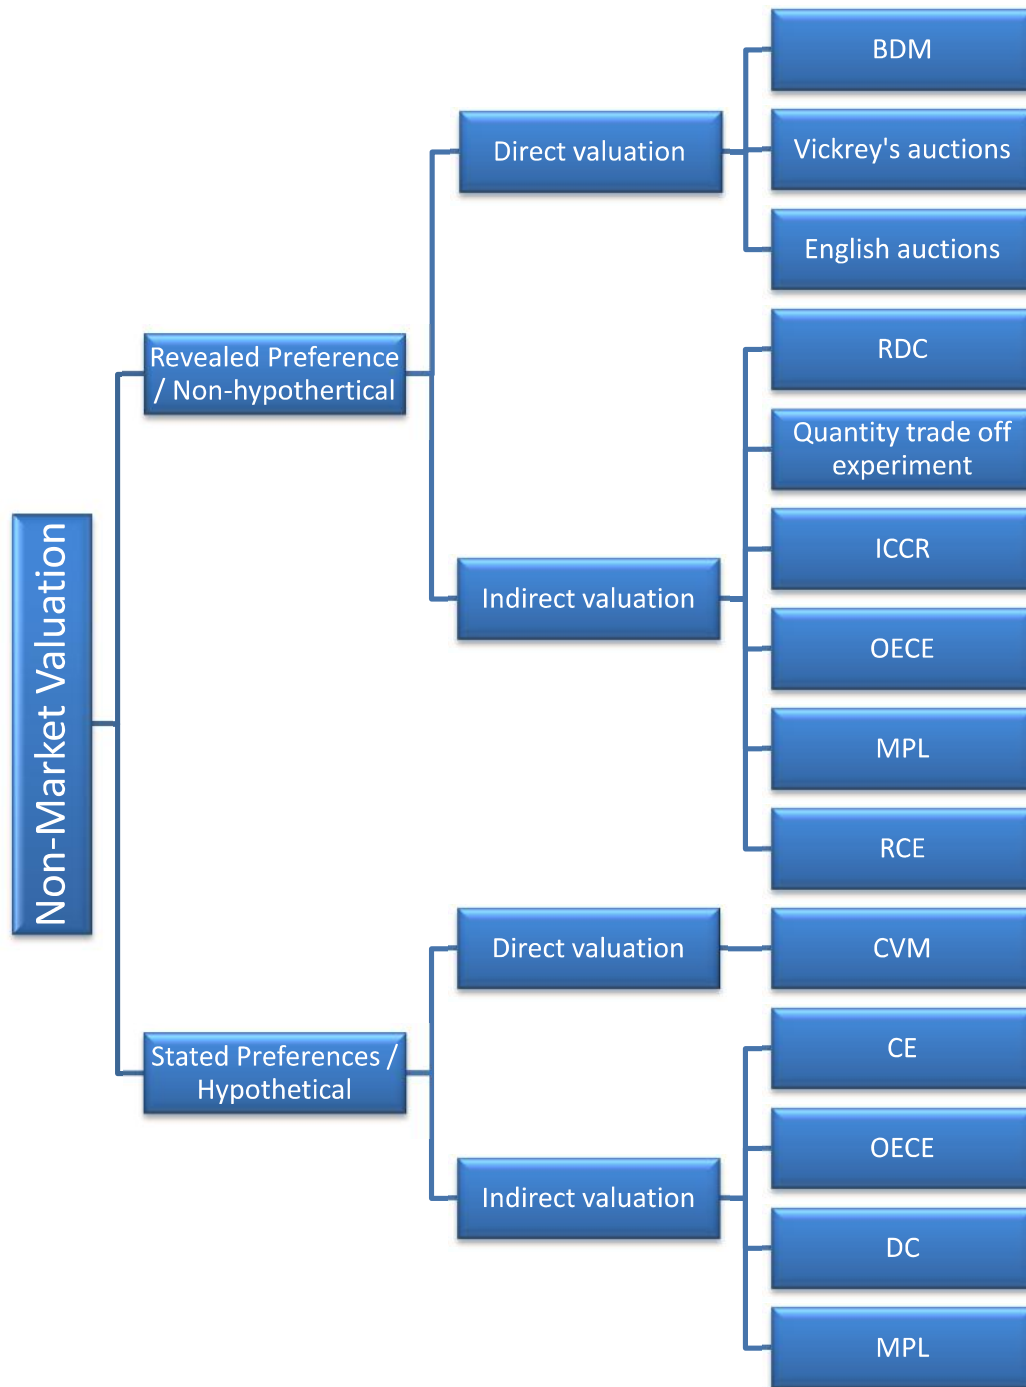 Non-Market Valuation
Revealed Preference
/ Non-hypothertical
Direct valuation
BDM
Vickrey's auctions
English auctions
Indirect valuation
RDC
Quantity trade off
experiment
ICCR
OECE
MPL
RCE
Stated Preferences /
Hypothetical
Direct valuation
CVM
Indirect valuation
CE
OECE
DC
MPL